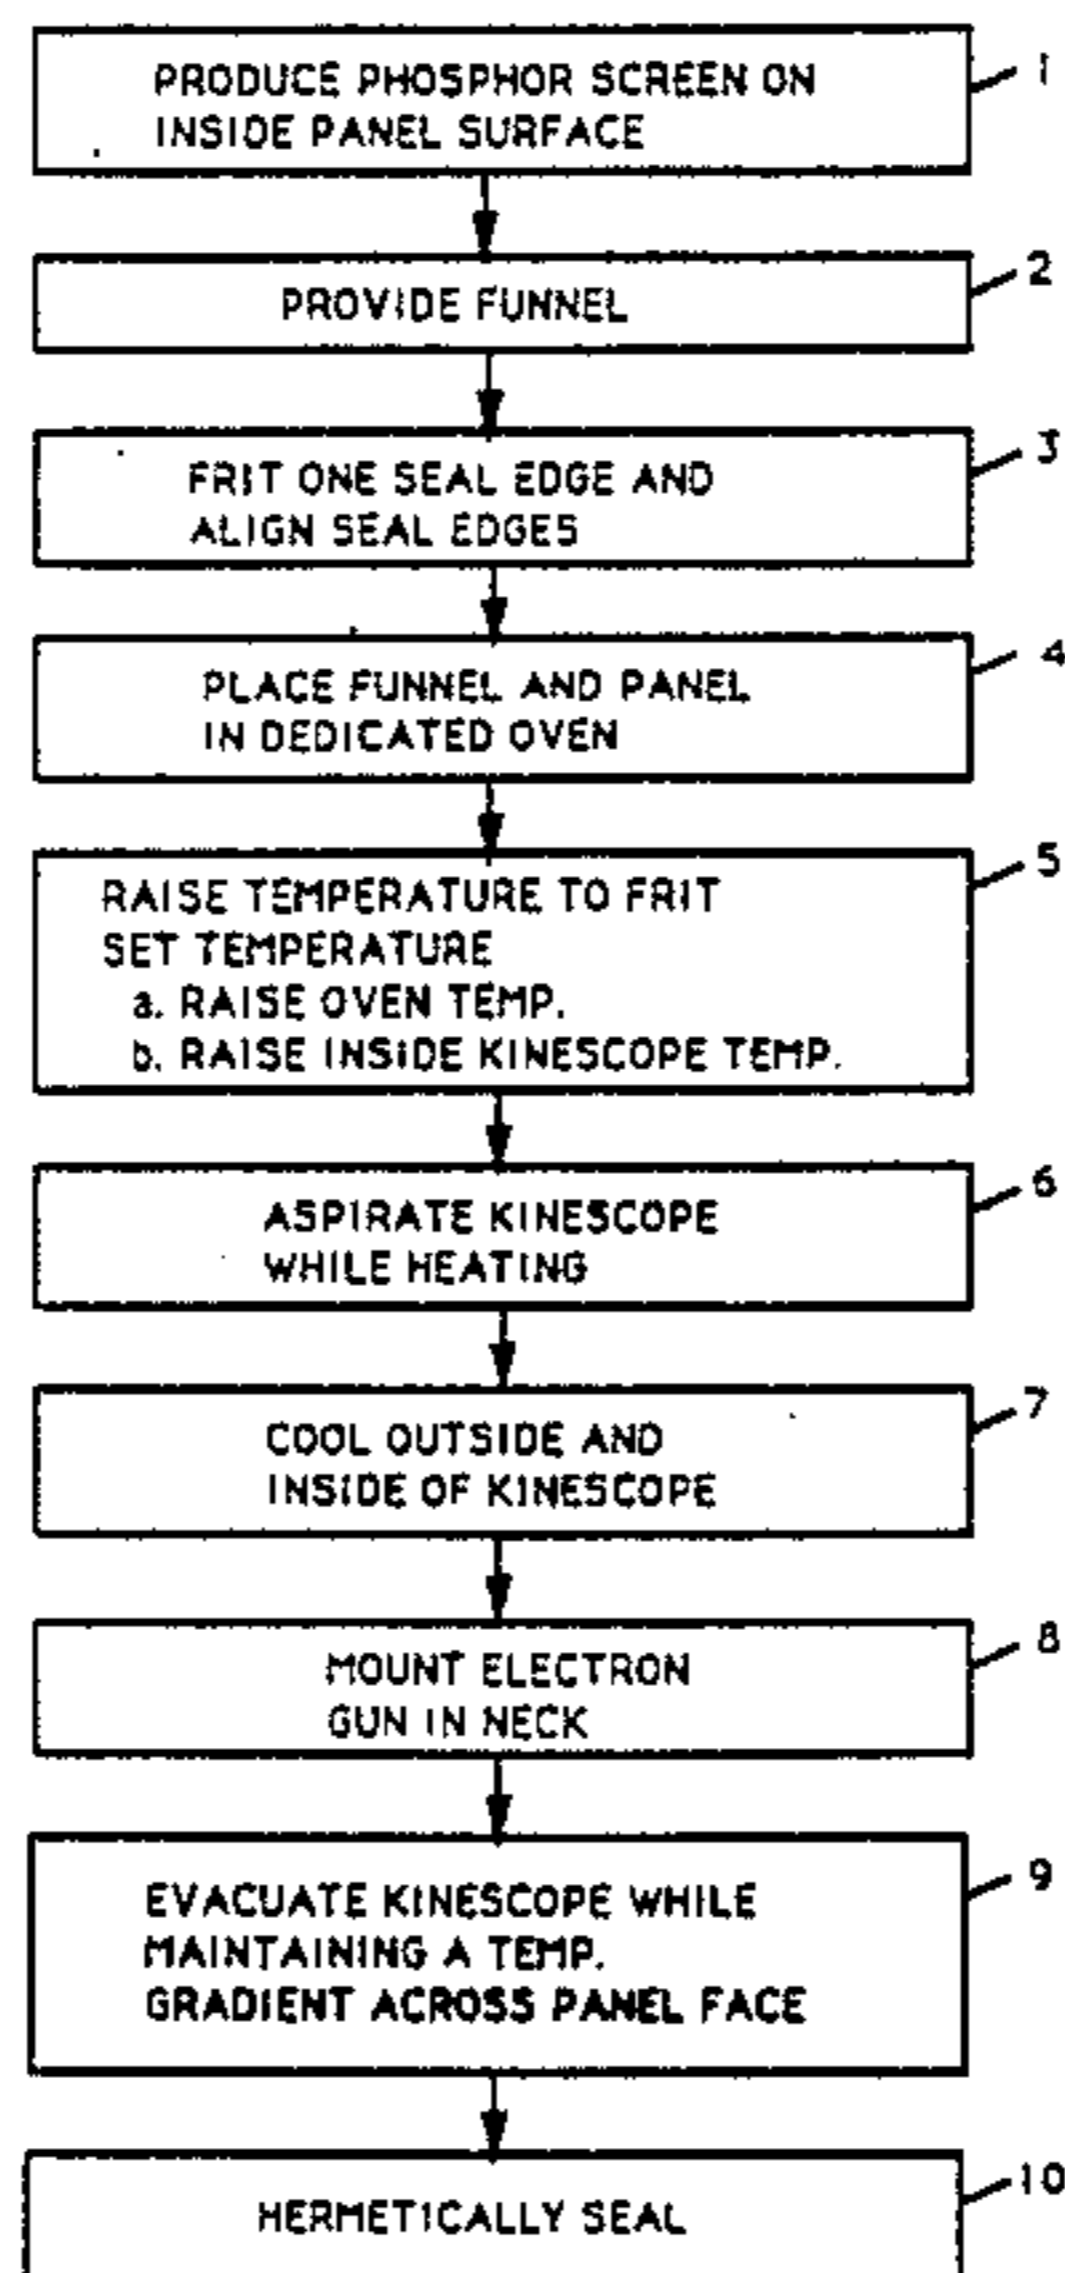 PRODUCE PHOSPHOR SCREEN ON
INSIDE PANEL SURFACE
1
PROVIDE FUNNEL
2
FRIT ONE SEAL EDGE AND
ALIGN SEAL EDGES
3
PLACE FUNNEL AND PANEL
IN DEDICATED OVEN
4
RAISE TEMPERATURE TO FRIT
SET TEMPERATURE
a. RAISE OVEN TEMP.
b. RAISE INSIDE KINESCOPE TEMP.
5
ASPIRATE KINESCOPE
WHILE HEATING
6
COOL OUTSIDE AND
INSIDE OF KINESCOPE
7
MOUNT ELECTRON
GUN IN NECK
8
EVACUATE KINESCOPE WHILE
MAINTAINING A TEMP.
GRADIENT ACROSS PANEL FACE
9
HERMETICALLY SEAL
10